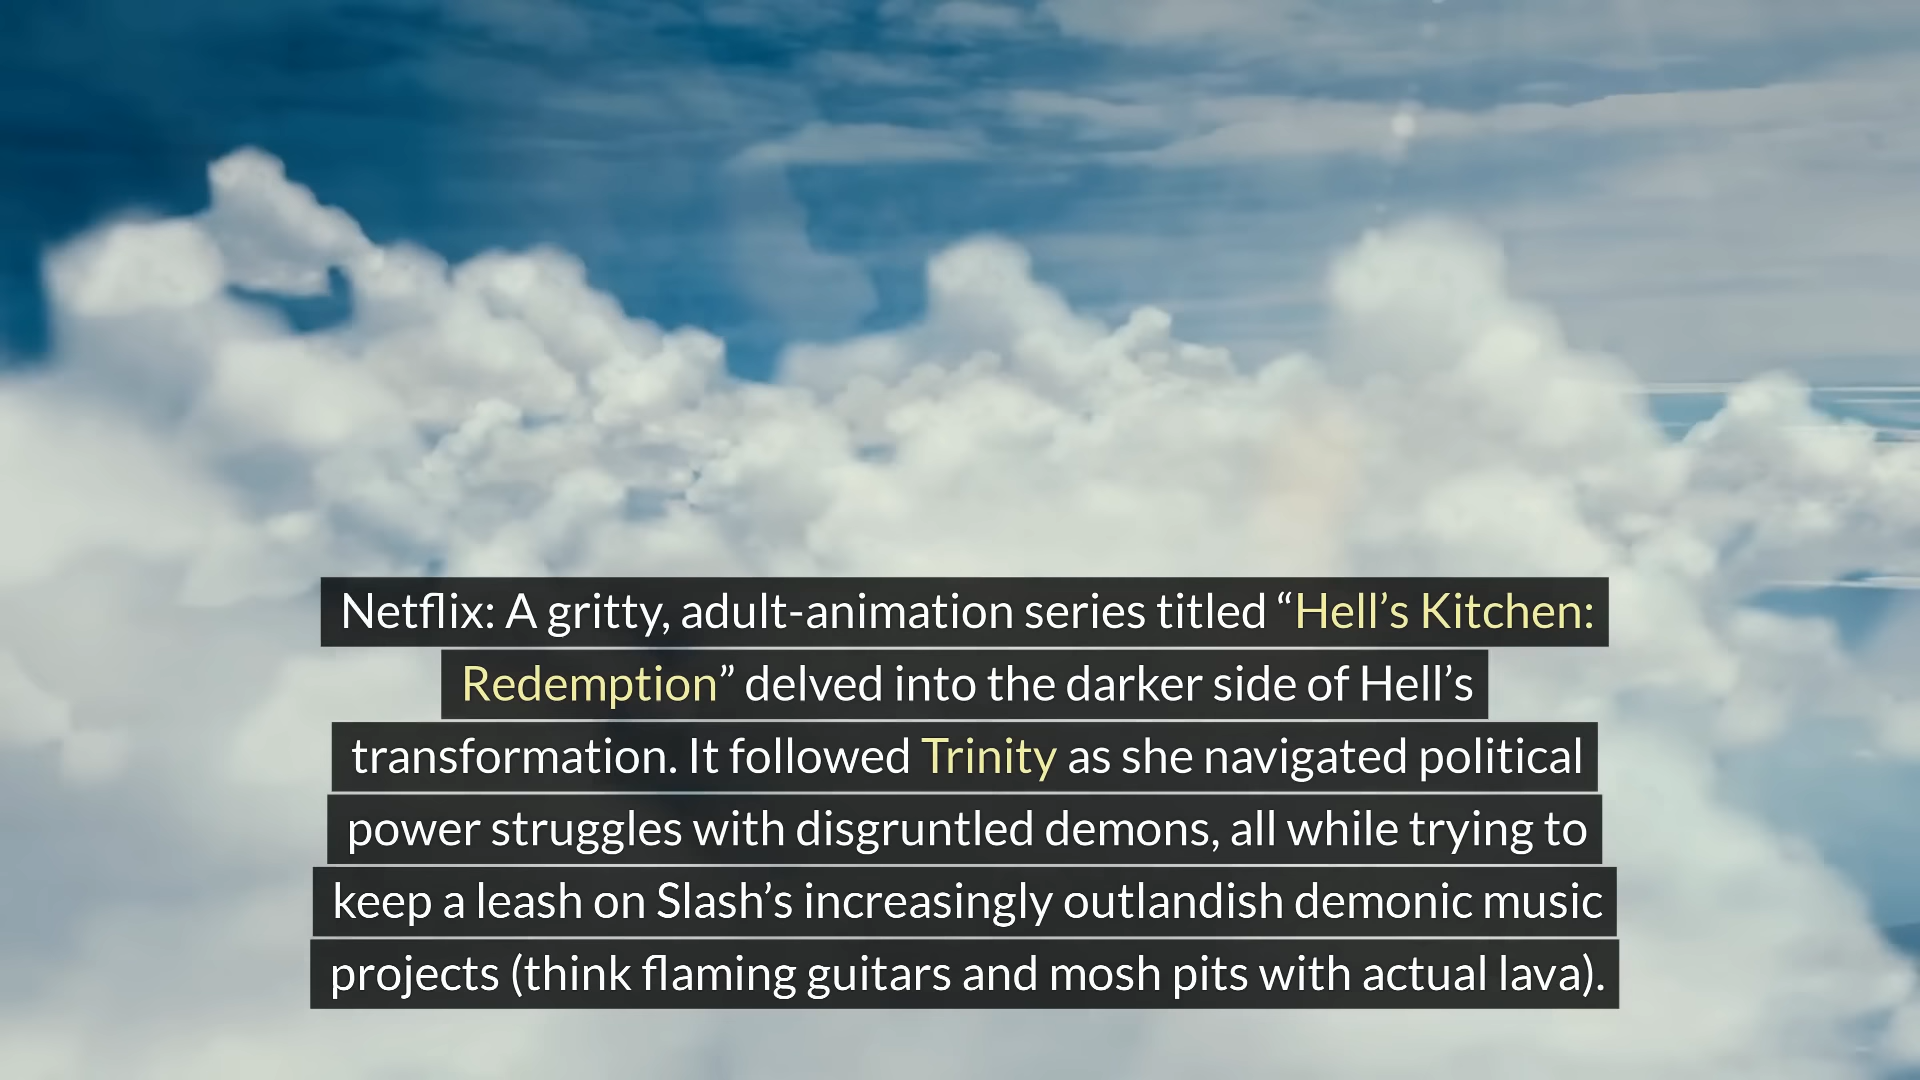 Netflix: A gritty, adult-animation series titled “Hell’s Kitchen:
Redemption” delved into the darker side of Hell’s
transformation. It followed Trinity as she navigated political
power struggles with disgruntled demons, all while trying to
keep a leash on Slash’s increasingly outlandish demonic music
projects (think flaming guitars and mosh pits with actual lava).